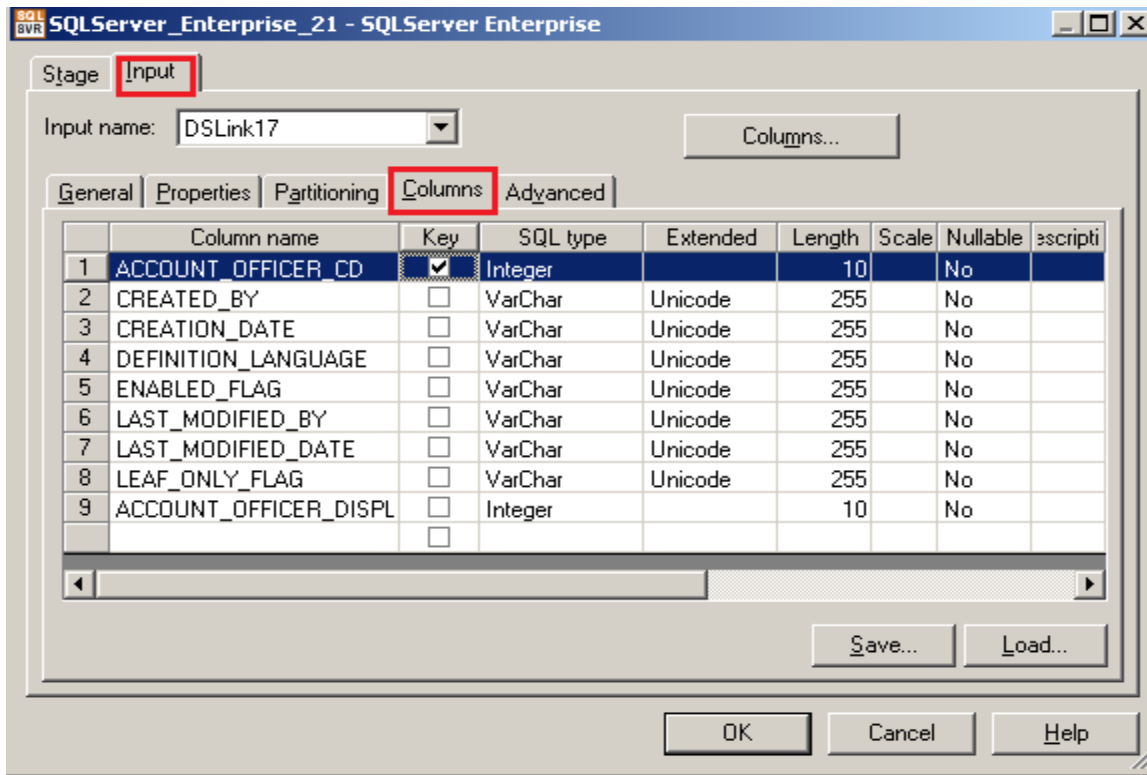 SQL SVR SQLServer_Enterprise_21 - SQLServer Enterprise
Stage Input
Input name: DSLink17 Columns...
General Properties Partitioning Columns Advanced
Column name Key SQL type Extended Length Scale Nullable escripti
1 ACCOUNT_OFFICER_CD Integer 10 No
2 CREATED_BY VarChar Unicode 255 No
3 CREATION_DATE VarChar Unicode 255 No
4 DEFINITION_LANGUAGE VarChar Unicode 255 No
5 ENABLED_FLAG VarChar Unicode 255 No
6 LAST_MODIFIED_BY VarChar Unicode 255 No
7 LAST_MODIFIED_DATE VarChar Unicode 255 No
8 LEAF_ONLY_FLAG VarChar Unicode 255 No
9 ACCOUNT_OFFICER_DISPL Integer 10 No
Save... Load...
OK Cancel Help